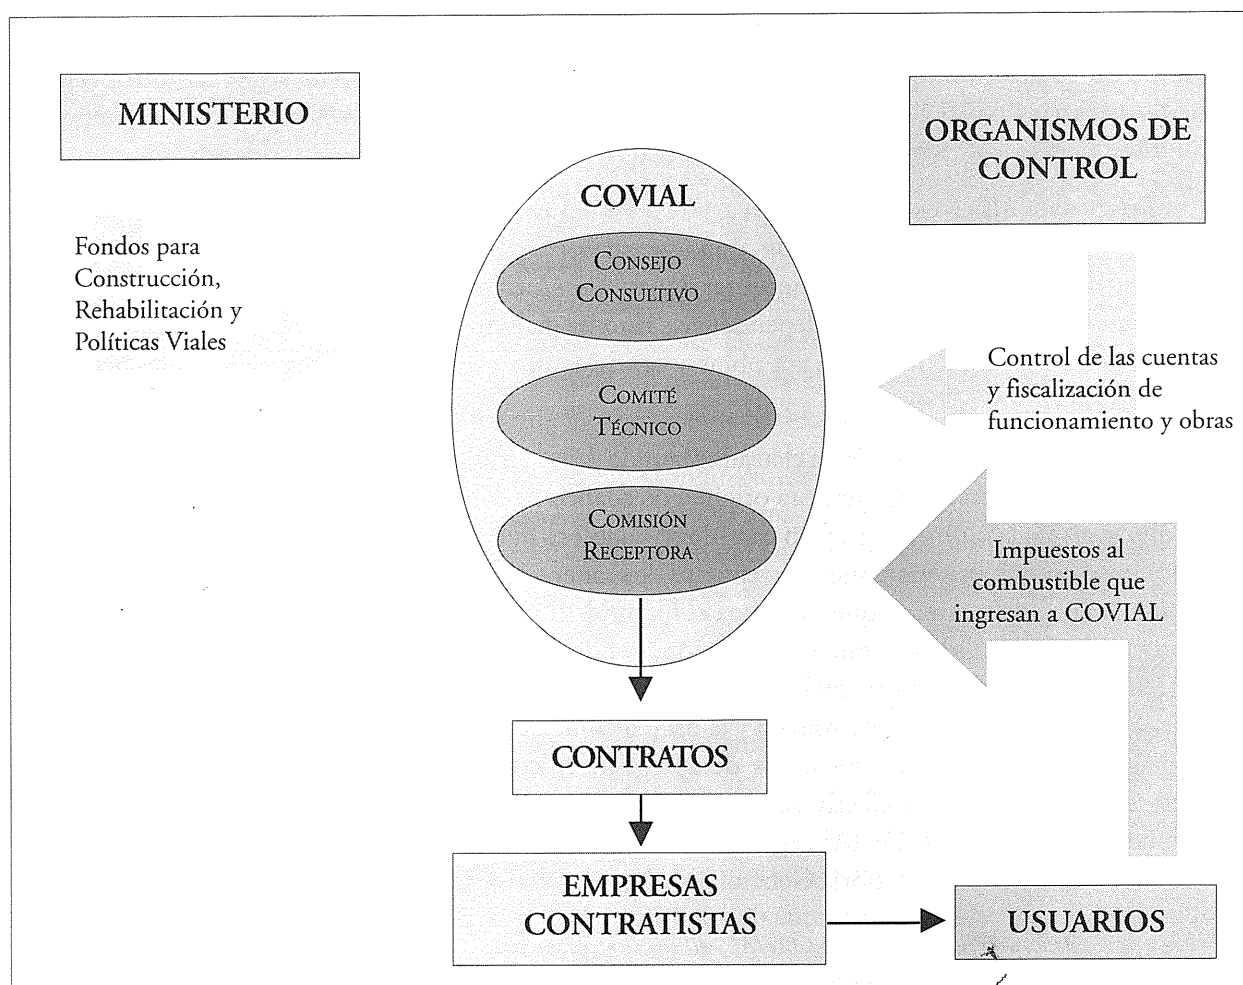 MINISTERIO
Fondos para
Construcción,
Rehabilitación y
Políticas Viales
COVIAL
CONSEJO
CONSULTIVO
COMITÉ
TÉCNICO
COMISIÓN
RECEPTORA
ORGANISMOS DE
CONTROL
Control de las cuentas
y fiscalización de
funcionamiento y obras
Impuestos al
combustible que
ingresan a COVIAL
CONTRATOS
EMPRESAS
CONTRATISTAS
USUARIOS